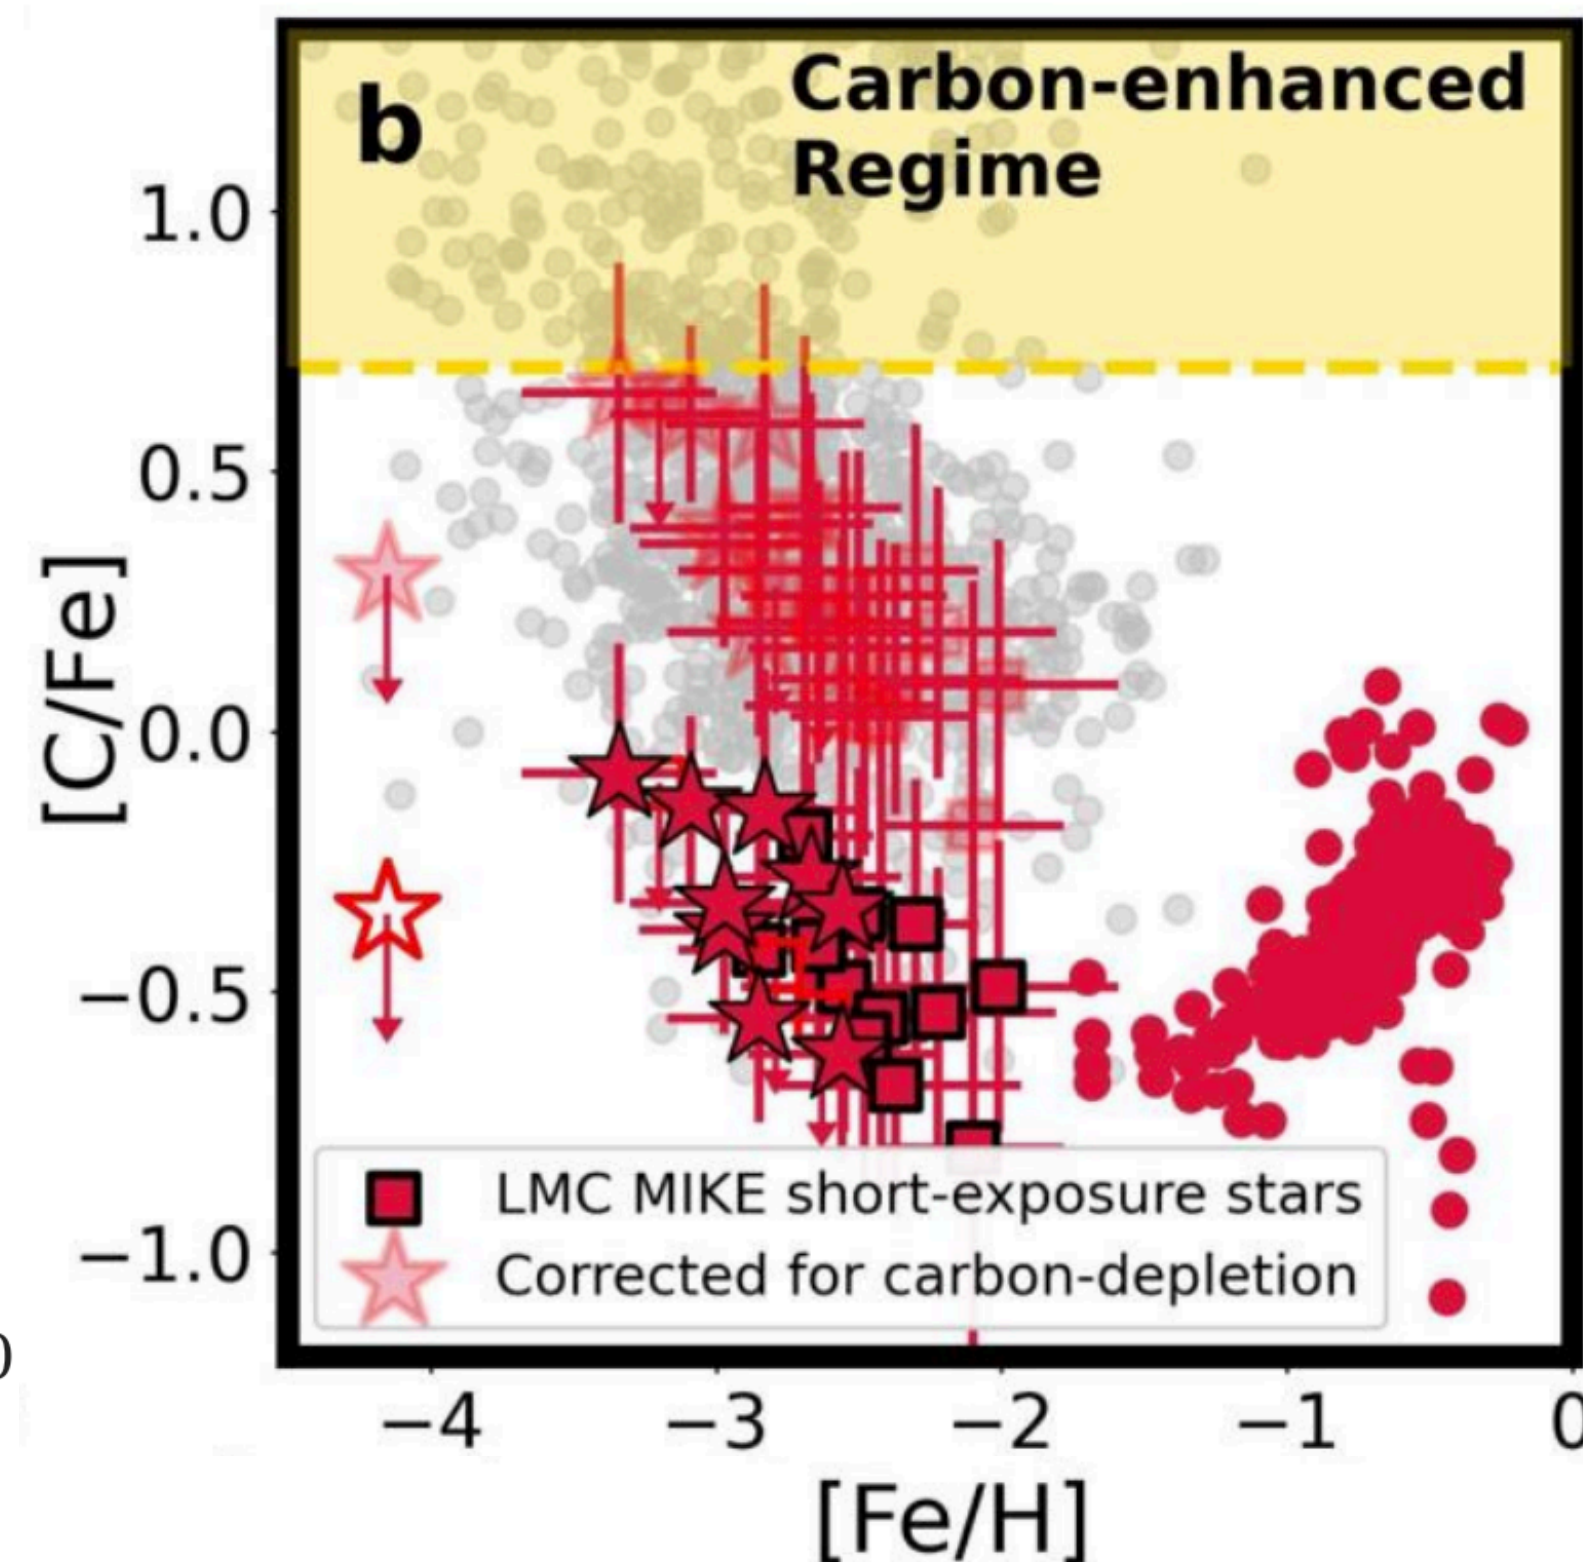 b
Carbon-enhanced
Regime
1.0
0.5
0.0
−0.5
−1.0
[C/Fe]
LMC MIKE short-exposure stars
Corrected for carbon-depletion
0
−4 −3 −2 −1 0
[Fe/H]